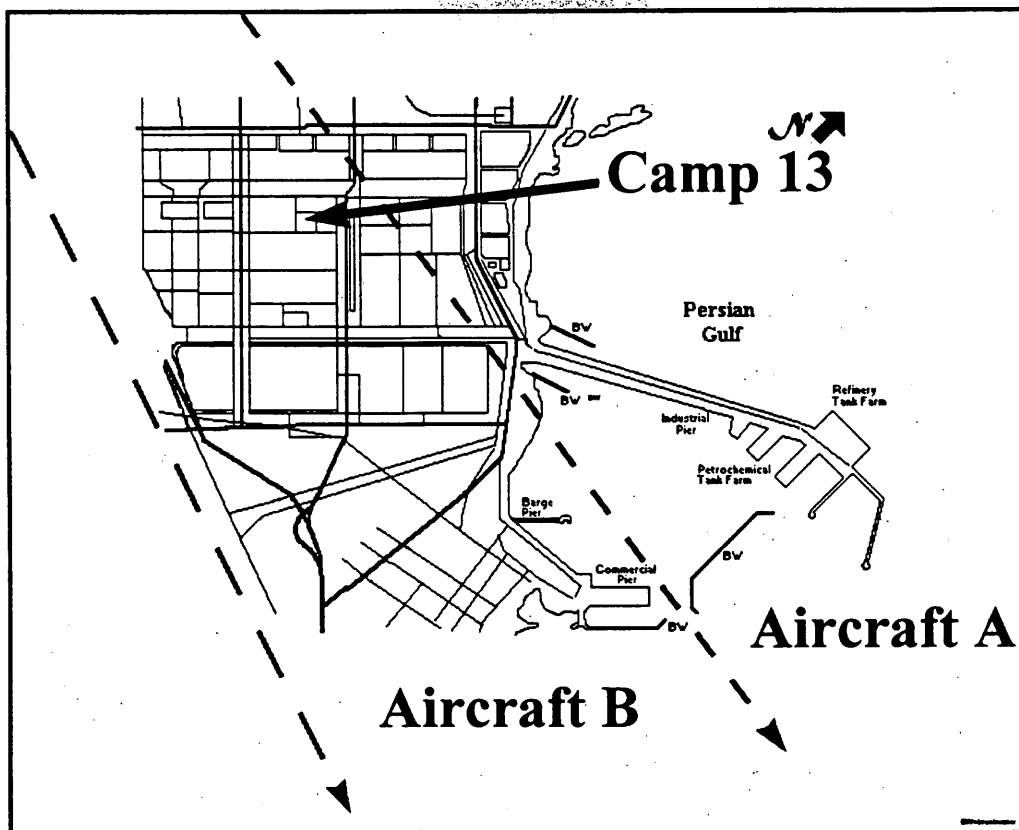 N
Camp 13
Persian
Gulf
BW
Refinery
Tank Farm
BW BW
Industrial
Pier
Petrochemical
Tank Farm
Barge
Pier
BW
Commercial
Pier
BW
Aircraft A
Aircraft B